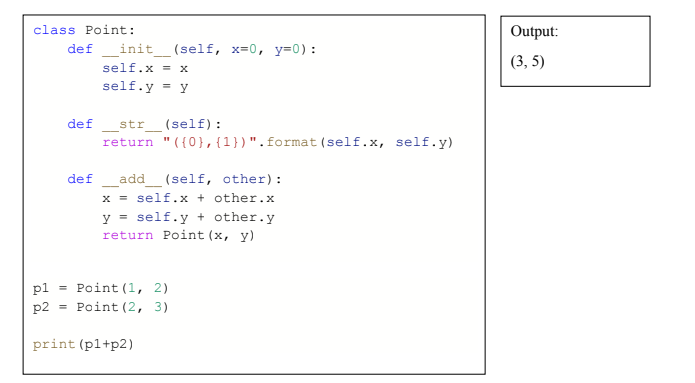 class Point:
    def __init__(self, x=0, y=0):
        self.x = x
        self.y = y
    def __str__(self):
        return "({0},{1})".format(self.x, self.y)
    def __add__(self, other):
        x = self.x + other.x
        y = self.y + other.y
        return Point(x, y)
p1 = Point(1, 2)
p2 = Point(2, 3)
print(p1+p2)
Output:
(3, 5)